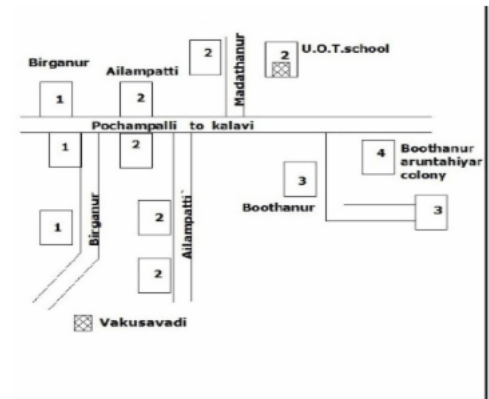 Birganur
Ailampatti
2
Madathanur
2
U.O.T.school
1
2
Pochampalli to kalavi
1
2
4
Boothanur
aruntahiyar
colony
3
Boothanur
3
1
Birganur
2
Ailampatti`
2
Vakusavadi